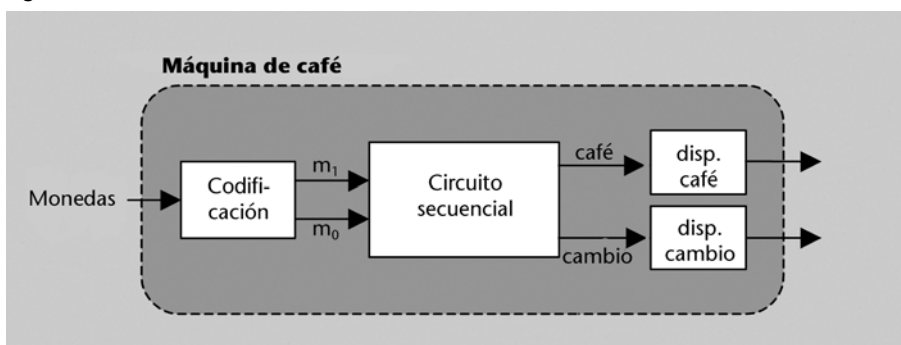 Máquina de café
Monedas
Codifi-
cación
m₁
m₀
Circuito
secuencial
café
cambio
disp.
café
disp.
cambio